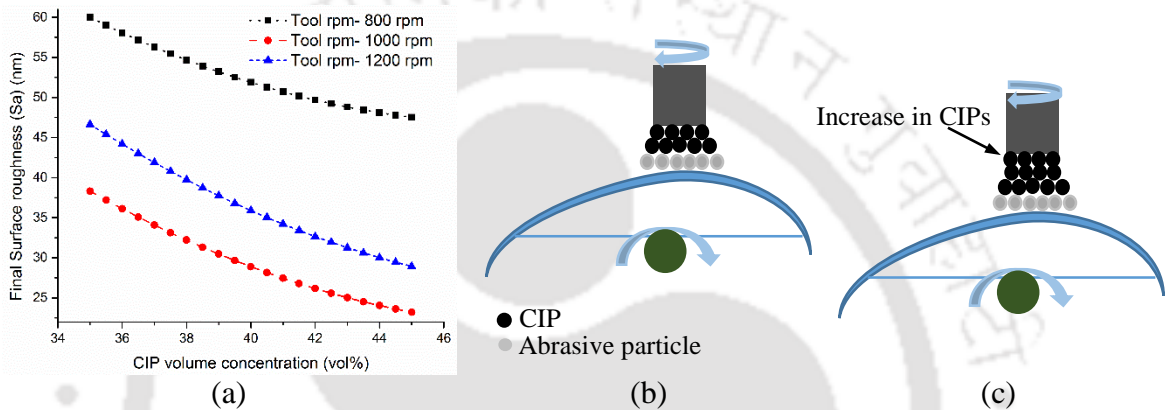 Tool rpm- 800 rpm
Tool rpm- 1000 rpm
Tool rpm- 1200 rpm
Final Surface roughness (Sa) (nm)
60
55
50
45
40
35
30
25
34
36
38
40
42
44
46
CIP volume concentration (vol%)
(a)
CIP
Abrasive particle
(b)
Increase in CIPs
(c)